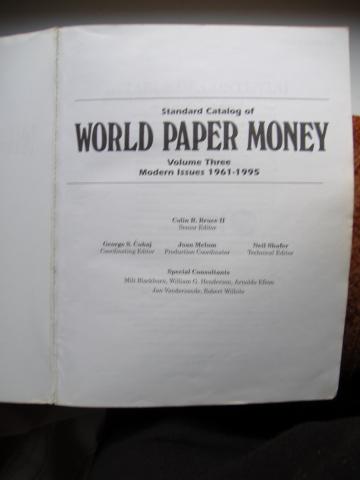 Standard Catalog of
WORLD PAPER MONEY
Volume Three
Modern Issues 1961-1995
Colin R. Bruce II
Senior Editor
George S. Cuhaj
Coordinating Editor
Joan Melum
Production Coordinator
Neil Shafer
Technical Editor
Special Consultants
Milt Blackburn, William G. Henderson, Arnoldo Efron
Jan Vandersande, Robert Wilhite